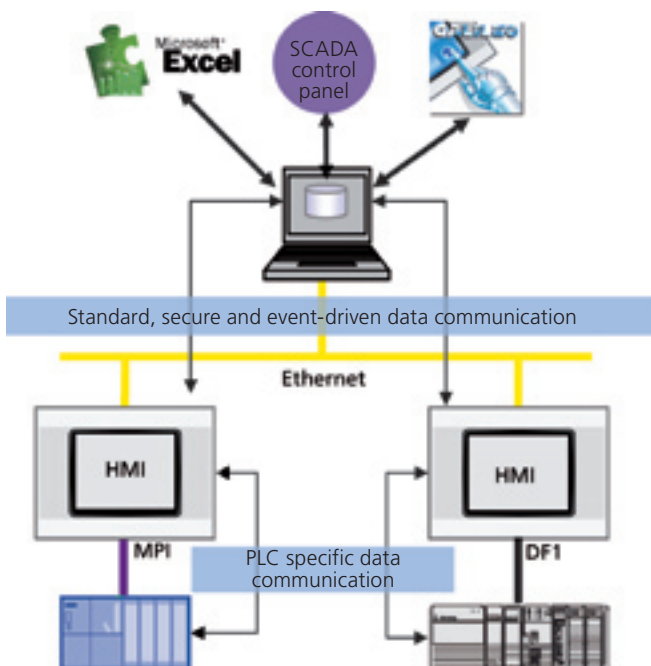 Microsoft®
Excel
SCADA
control
panel
Standard, secure and event-driven data communication
Ethernet
HMI
HMI
MPI
DF1
PLC specific data
communication